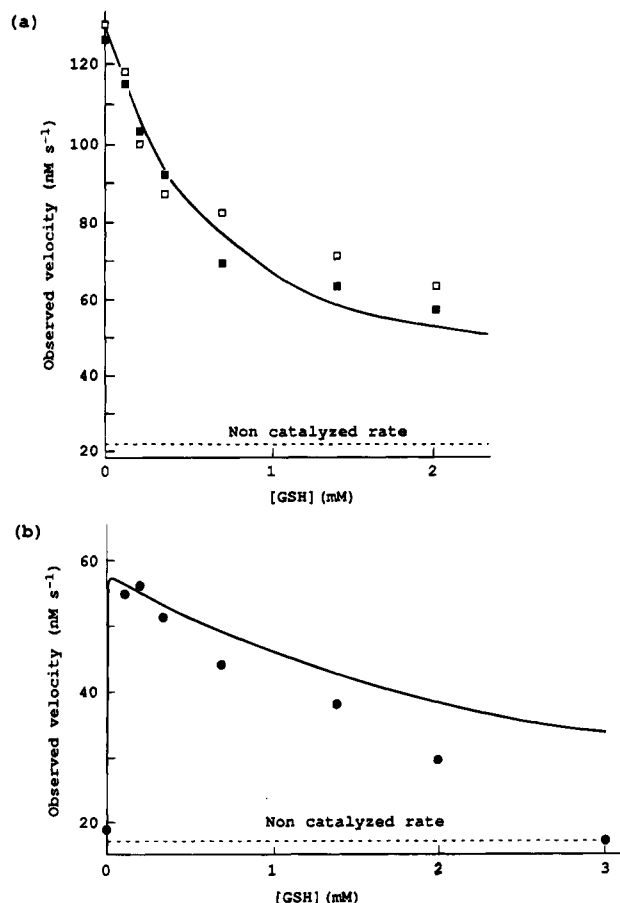 (a)
Observed velocity (nM s⁻¹)
120
100
80
60
40
20
Non catalyzed rate
0
1
2
[GSH] (mM)
(b)
Observed velocity (nM s⁻¹)
60
40
20
Non catalyzed rate
0
1
2
3
[GSH] (mM)